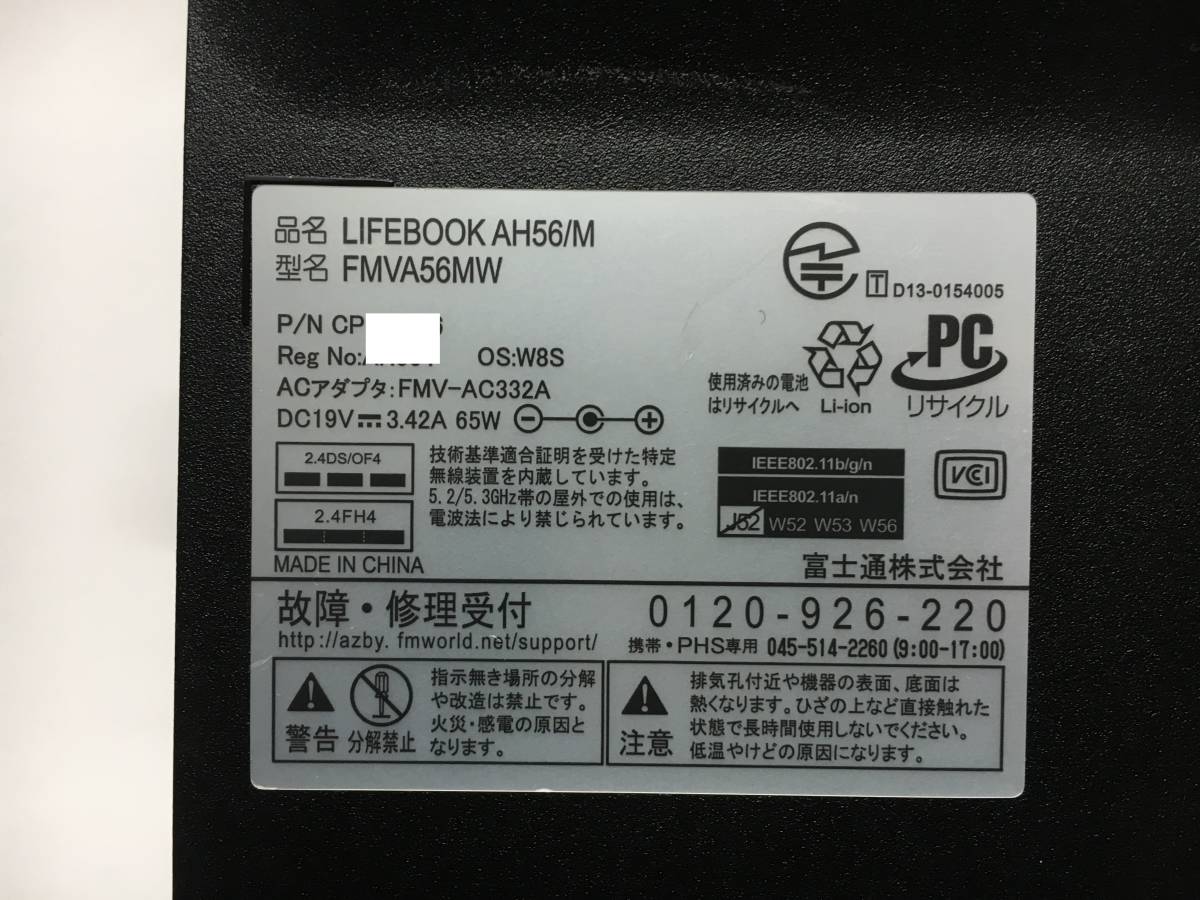 品名 LIFEBOOK AH56/M
型名 FMVA56MW
P/N CP
Reg No: OS:W8S
ACアダプタ:FMV-AC332A
DC19V 3.42A 65W
T D13-0154005
使用済みの電池
はリサイクルへ
Li-ion
PC
リサイクル
2.4DS/OF4
2.4FH4
技術基準適合証明を受けた特定
無線装置を内蔵しています。
5.2/5.3GHz帯の屋外での使用は、
電波法により禁じられています。
IEEE802.11b/g/n
IEEE802.11a/n
J52 W52 W53 W56
VCCI
MADE IN CHINA
富士通株式会社
故障・修理受付 0120-926-220
http://azby.fmworld.net/support/ 携帯・PHS専用 045-514-2260 (9:00-17:00)
警告
分解禁止
指示無き場所の分解
や改造は禁止です。
火災・感電の原因と
なります。
注意
排気孔付近や機器の表面、底面は
熱くなります。ひざの上など直接触れた
状態で長時間使用しないでください。
低温やけどの原因になります。